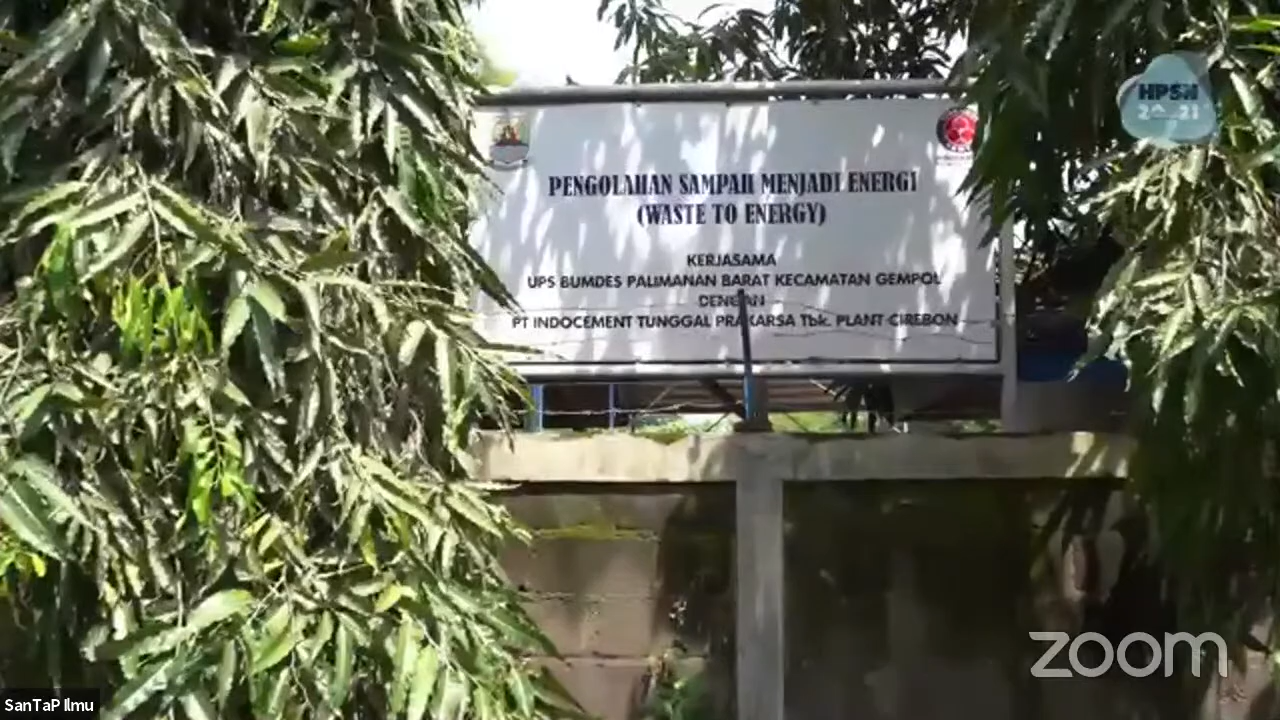 HPSN
2021
PENGOLAHAN SAMPAH MENJADI ENERGI
(WASTE TO ENERGY)
KERJASAMA
UPS BUMDES PALIMANAN BARAT KECAMATAN GEMPOL
DENGAN
PT INDOCEMENT TUNGGAL PRAKARSA Tbk. PLANT CIREBON
zoom
SanTaP Ilmu